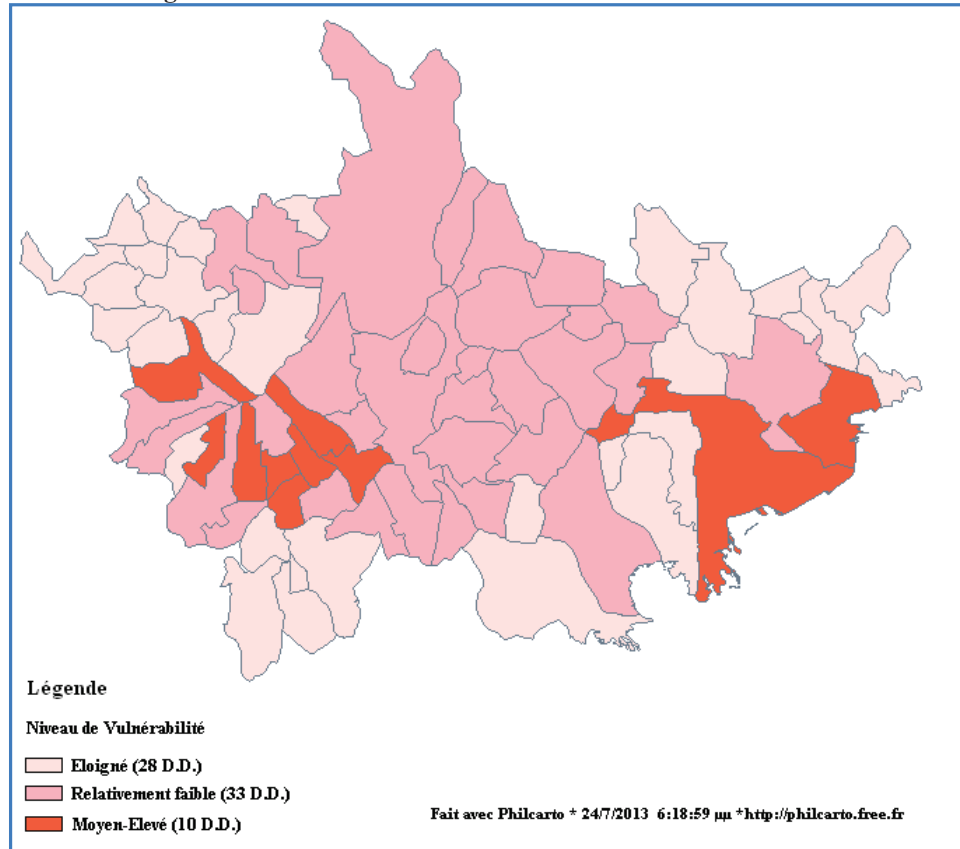 Légende
Niveau de Vulnérabilité
Eloigné (28 D.D.)
Relativement faible (33 D.D.)
Moyen-Elevé (10 D.D.)
Fait avec Philcarto * 24/7/2013 6:18:59 μμ *http://philcarto.free.fr